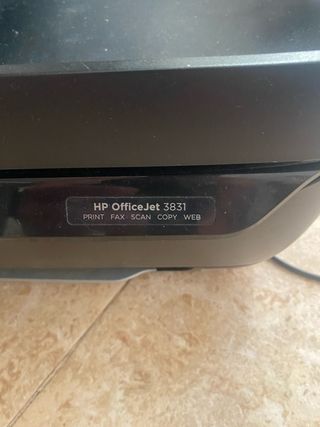 HP OfficeJet 3831
PRINT FAX SCAN COPY WEB